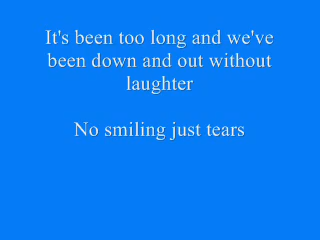 It's been too long and we've
been down and out without
laughter
No smiling just tears